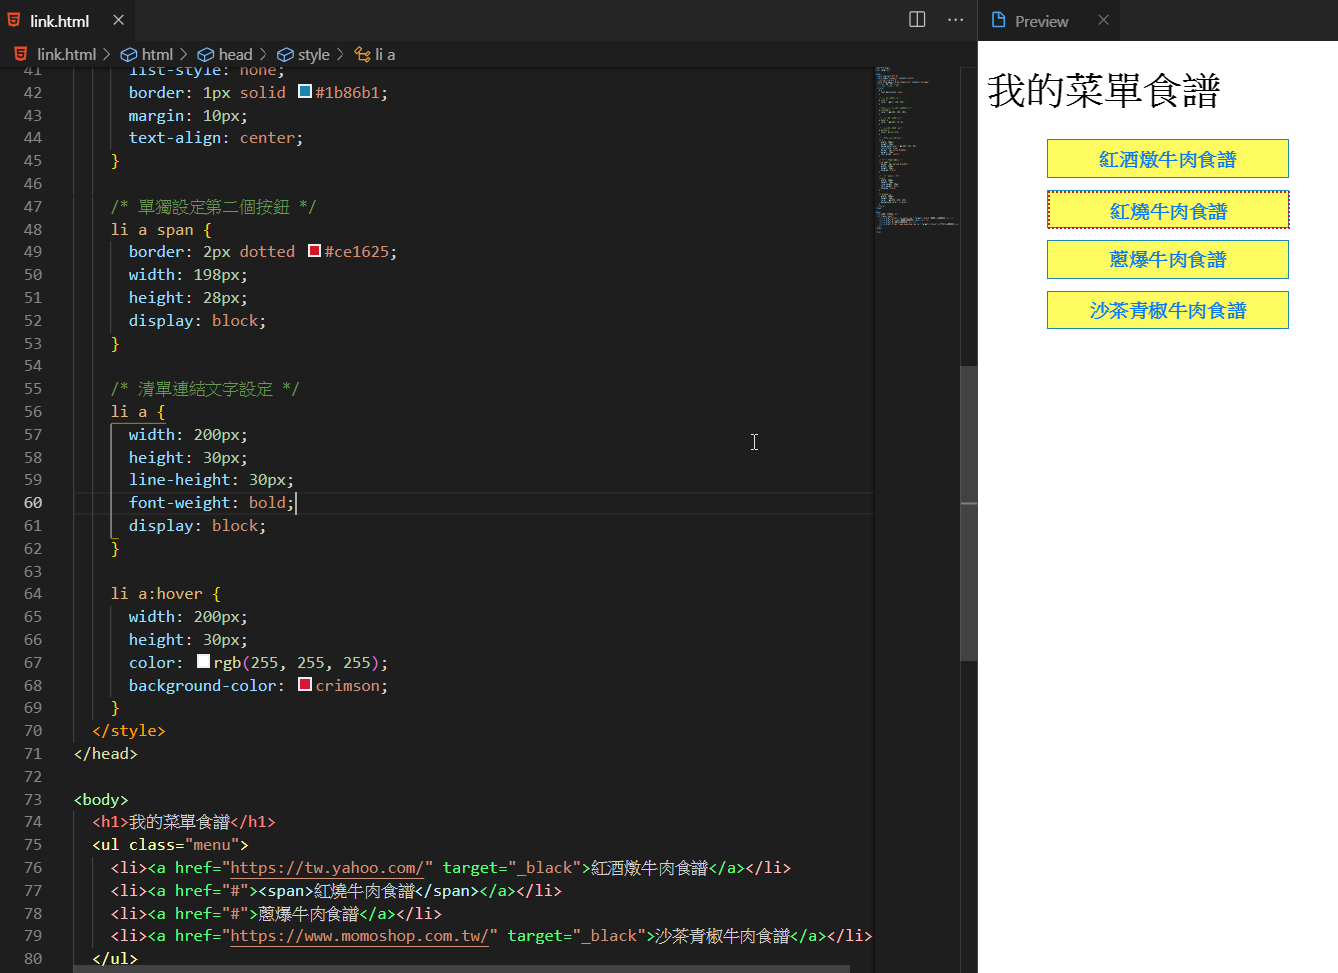 link.html
Preview
link.html > html > head > style > li a
41 list-style: none;
42 border: 1px solid #1b86b1;
43 margin: 10px;
44 text-align: center;
45 }
46
47 /* 單獨設定第二個按鈕 */
48 li a span {
49 border: 2px dotted #ce1625;
50 width: 198px;
51 height: 28px;
52 display: block;
53 }
54
55 /* 清單連結文字設定 */
56 li a {
57 width: 200px;
58 height: 30px;
59 line-height: 30px;
60 font-weight: bold;
61 display: block;
62 }
63
64 li a:hover {
65 width: 200px;
66 height: 30px;
67 color: rgb(255, 255, 255);
68 background-color: crimson;
69 }
70 </style>
71 </head>
72
73 <body>
74 <h1>我的菜單食譜</h1>
75 <ul class="menu">
76 <li><a href="https://tw.yahoo.com/" target="_black">紅酒燉牛肉食譜</a></li>
77 <li><a href="#"><span>紅燒牛肉食譜</span></a></li>
78 <li><a href="#">蔥爆牛肉食譜</a></li>
79 <li><a href="https://www.momoshop.com.tw/" target="_black">沙茶青椒牛肉食譜</a></li>
80 </ul>
我的菜單食譜
紅酒燉牛肉食譜
紅燒牛肉食譜
蔥爆牛肉食譜
沙茶青椒牛肉食譜